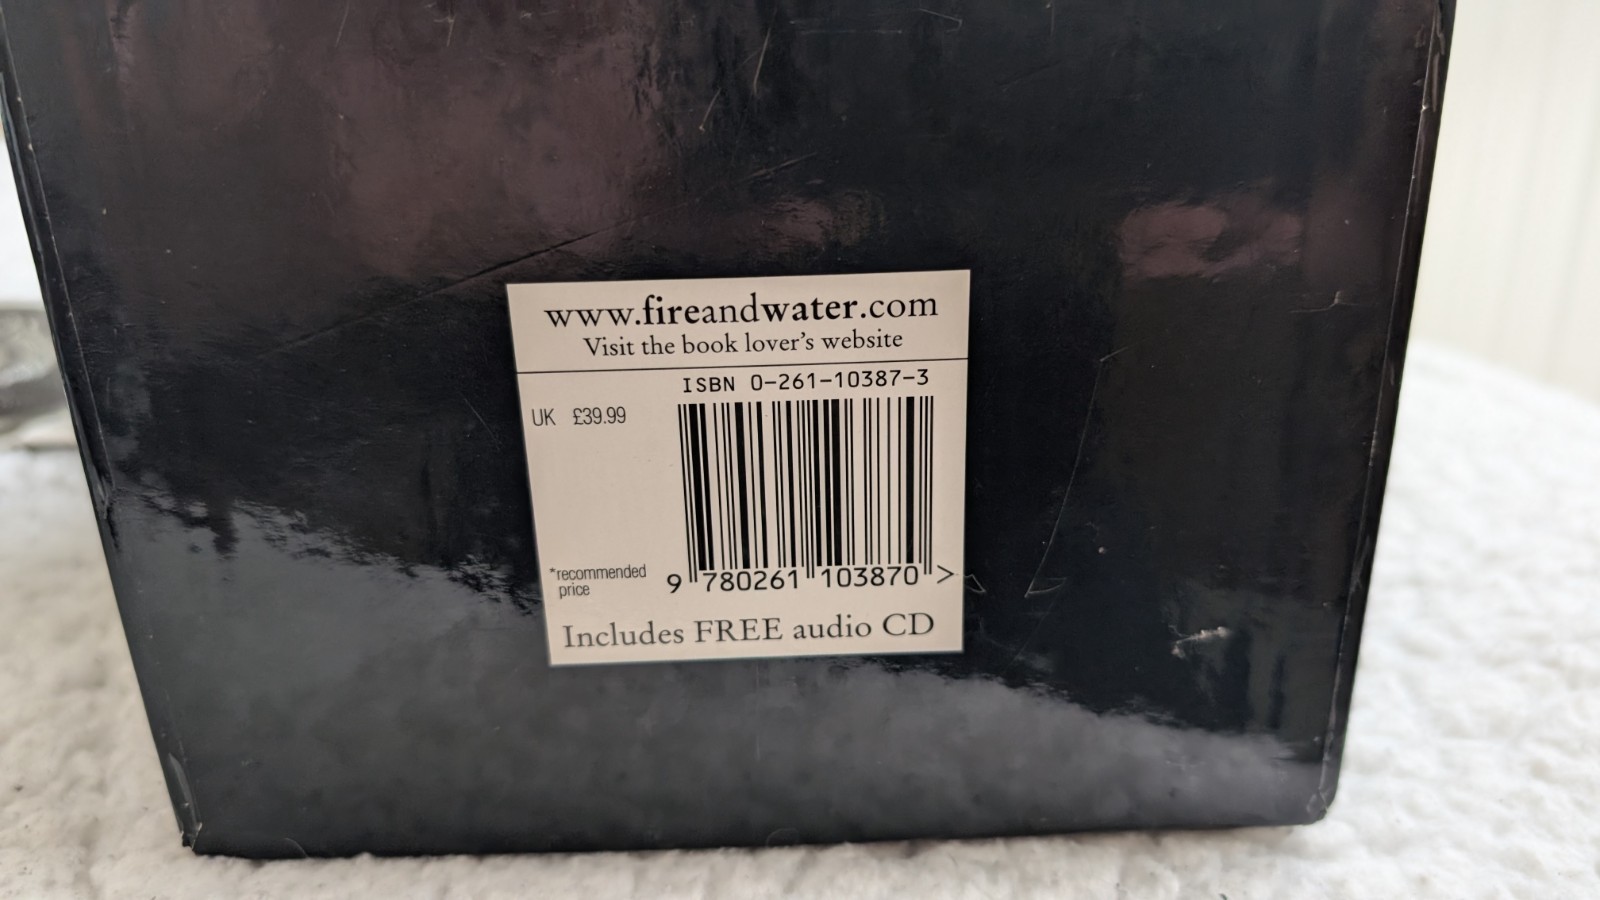 www.fireandwater.com
Visit the book lover's website
ISBN 0-261-10387-3
UK £39.99
*recommended
price
9 780261 103870 >
Includes FREE audio CD